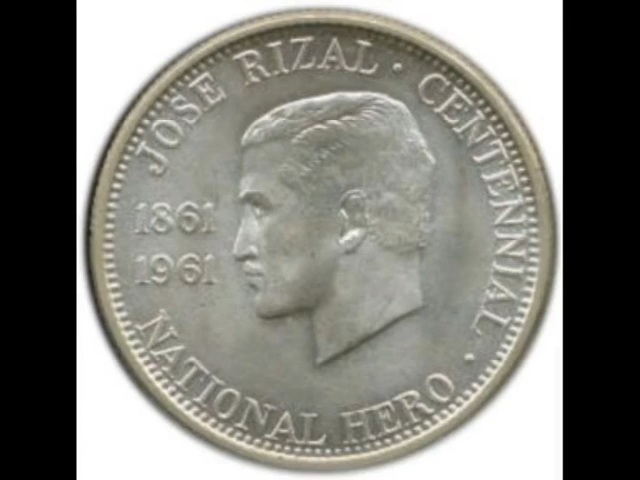 JOSE RIZAL · CENTENNIAL ·
1861
1961
NATIONAL HERO ·